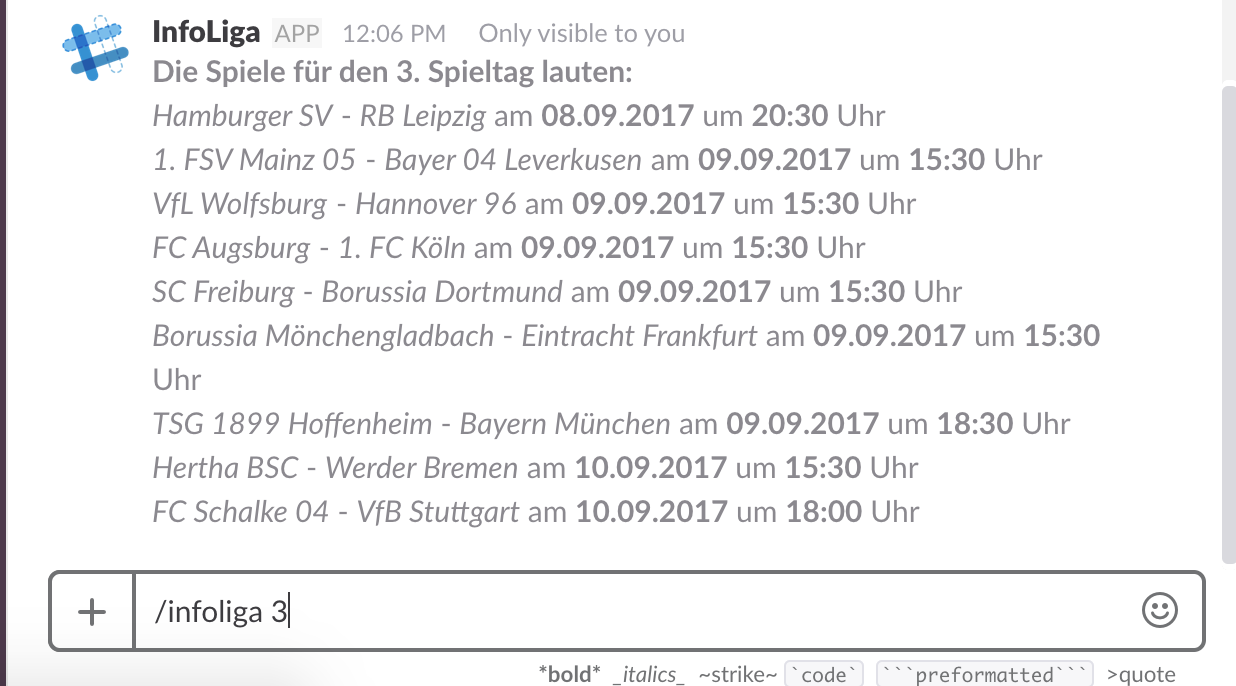 InfoLiga APP 12:06 PM Only visible to you
Die Spiele für den 3. Spieltag lauten:
Hamburger SV - RB Leipzig am 08.09.2017 um 20:30 Uhr
1. FSV Mainz 05 - Bayer 04 Leverkusen am 09.09.2017 um 15:30 Uhr
VfL Wolfsburg - Hannover 96 am 09.09.2017 um 15:30 Uhr
FC Augsburg - 1. FC Köln am 09.09.2017 um 15:30 Uhr
SC Freiburg - Borussia Dortmund am 09.09.2017 um 15:30 Uhr
Borussia Mönchengladbach - Eintracht Frankfurt am 09.09.2017 um 15:30
Uhr
TSG 1899 Hoffenheim - Bayern München am 09.09.2017 um 18:30 Uhr
Hertha BSC - Werder Bremen am 10.09.2017 um 15:30 Uhr
FC Schalke 04 - VfB Stuttgart am 10.09.2017 um 18:00 Uhr
/infoliga 3
*bold* _italics_ ~strike~ `code` ```preformatted``` >quote